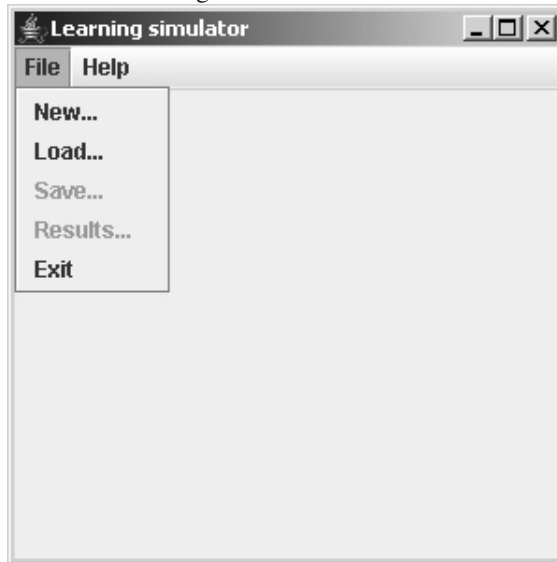 Learning simulator
File Help
New...
Load...
Save...
Results...
Exit